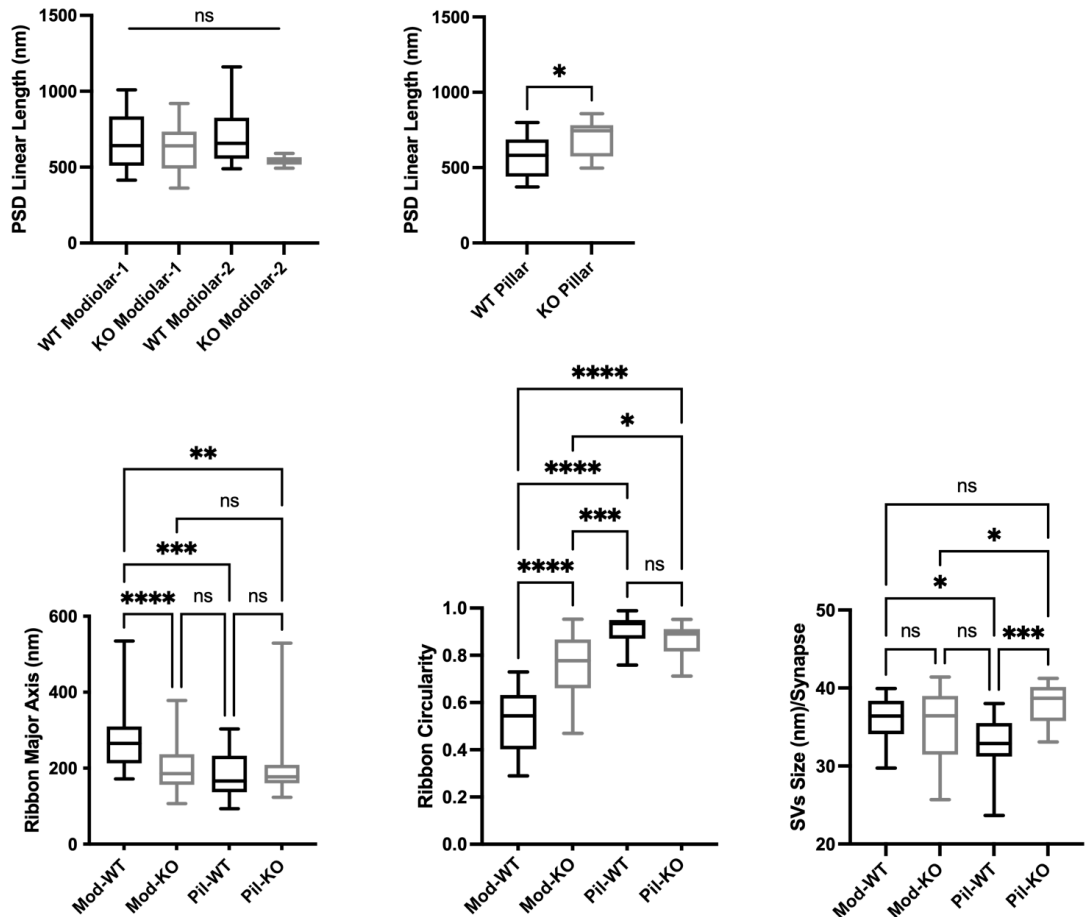 ns
PSD Linear Length (nm)
1500
1000
500
0
WT Modiolar-1
KO Modiolar-1
WT Modiolar-2
KO Modiolar-2
*
PSD Linear Length (nm)
1500
1000
500
0
WT Pillar
KO Pillar
**
ns
***
**** ns ns
Ribbon Major Axis (nm)
600
400
200
0
Mod-WT
Mod-KO
Pil-WT
Pil-KO
****
*
****
***
**** ns
Ribbon Circularity
1.0
0.8
0.6
0.4
0.2
0.0
Mod-WT
Mod-KO
Pil-WT
Pil-KO
ns
*
*
ns ns ***
SVs Size (nm)/Synapse
50
40
30
20
Mod-WT
Mod-KO
Pil-WT
Pil-KO